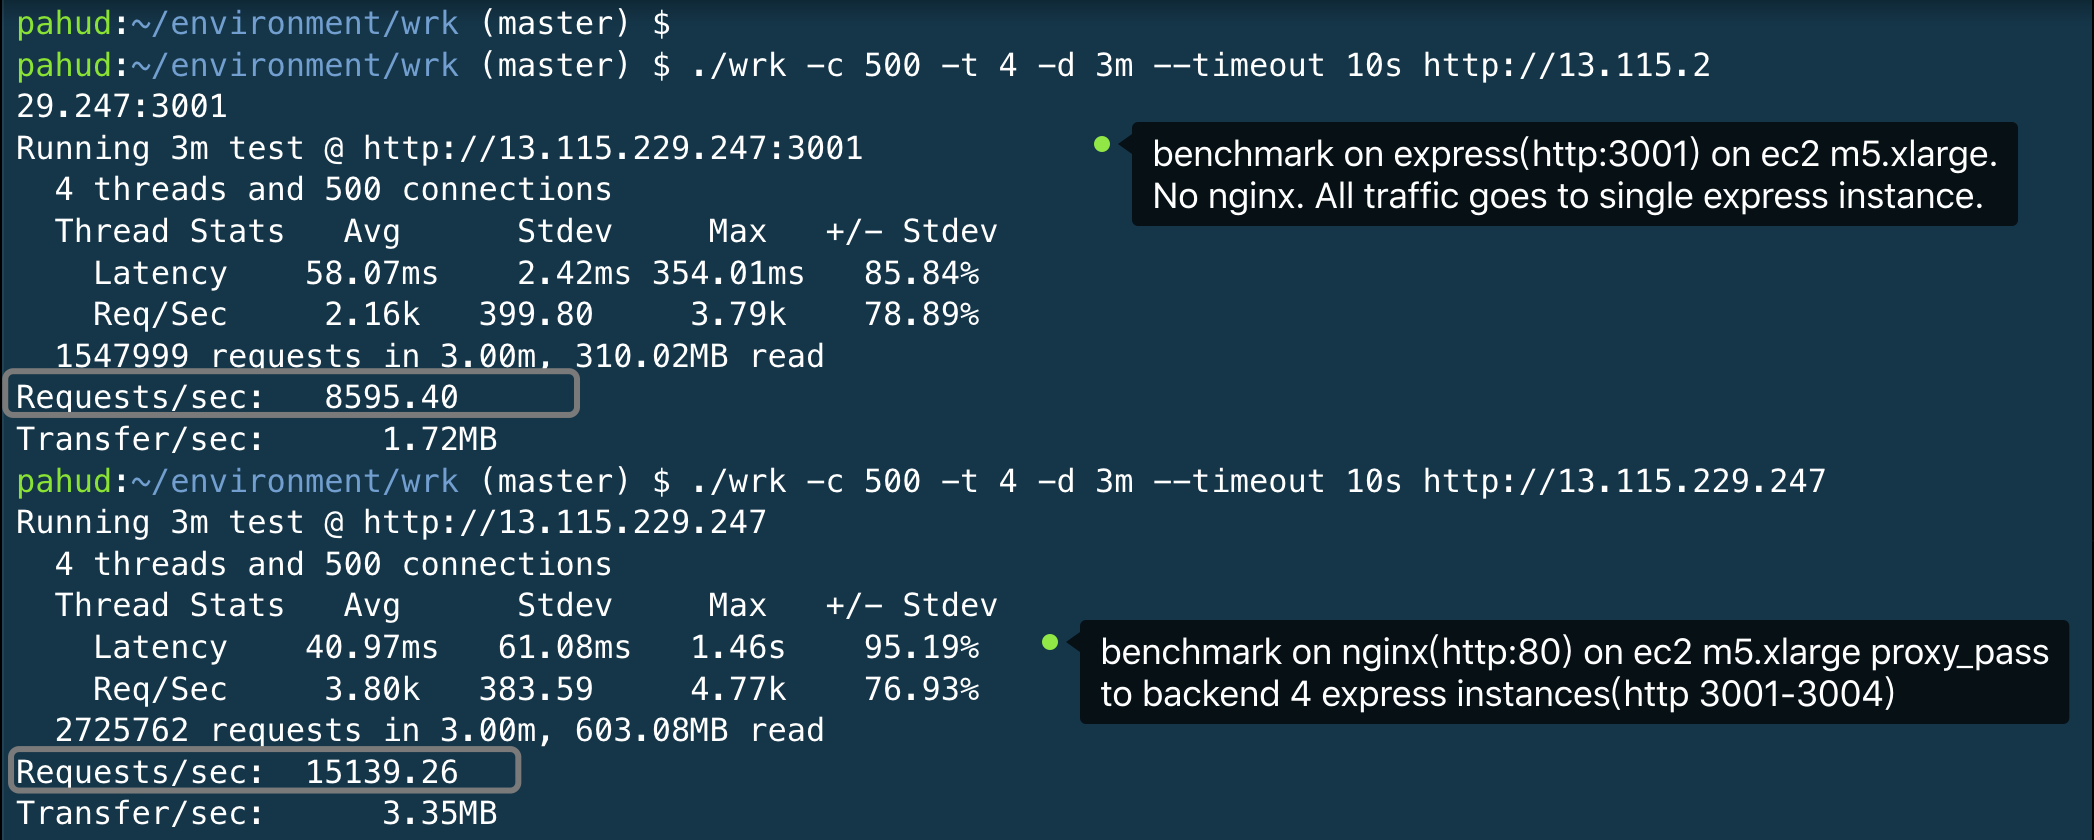 pahud:~/environment/wrk (master) $
pahud:~/environment/wrk (master) $ ./wrk -c 500 -t 4 -d 3m --timeout 10s http://13.115.2
29.247:3001
Running 3m test @ http://13.115.229.247:3001
benchmark on express(http:3001) on ec2 m5.xlarge.
No nginx. All traffic goes to single express instance.
  4 threads and 500 connections
  Thread Stats   Avg      Stdev     Max   +/- Stdev
    Latency    58.07ms    2.42ms 354.01ms   85.84%
    Req/Sec     2.16k   399.80     3.79k    78.89%
  1547999 requests in 3.00m, 310.02MB read
Requests/sec:   8595.40
Transfer/sec:      1.72MB
pahud:~/environment/wrk (master) $ ./wrk -c 500 -t 4 -d 3m --timeout 10s http://13.115.229.247
Running 3m test @ http://13.115.229.247
  4 threads and 500 connections
  Thread Stats   Avg      Stdev     Max   +/- Stdev
    Latency    40.97ms   61.08ms   1.46s    95.19%
    Req/Sec     3.80k   383.59     4.77k    76.93%
benchmark on nginx(http:80) on ec2 m5.xlarge proxy_pass
to backend 4 express instances(http 3001-3004)
  2725762 requests in 3.00m, 603.08MB read
Requests/sec:  15139.26
Transfer/sec:      3.35MB